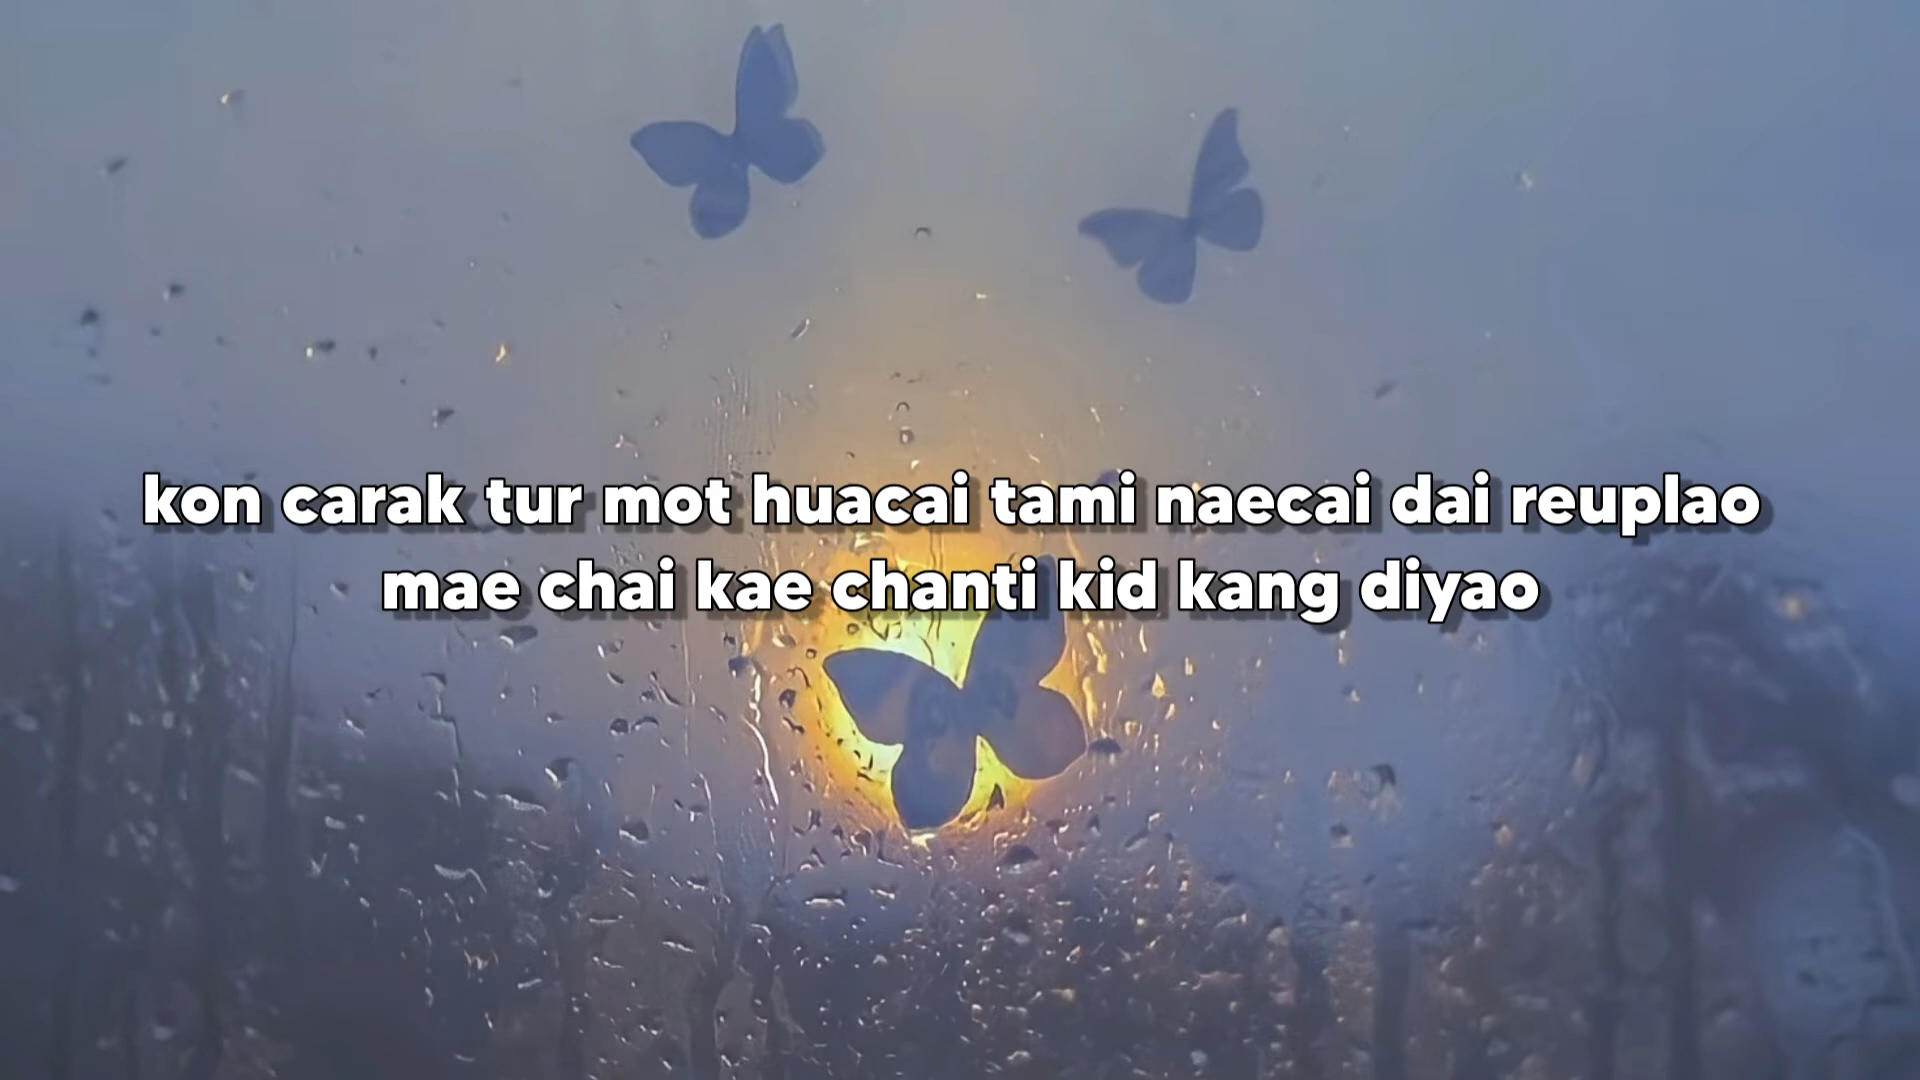 kon carak tur mot huacai tami naecai dai reuplao
mae chai kae chanti kid kang diyao